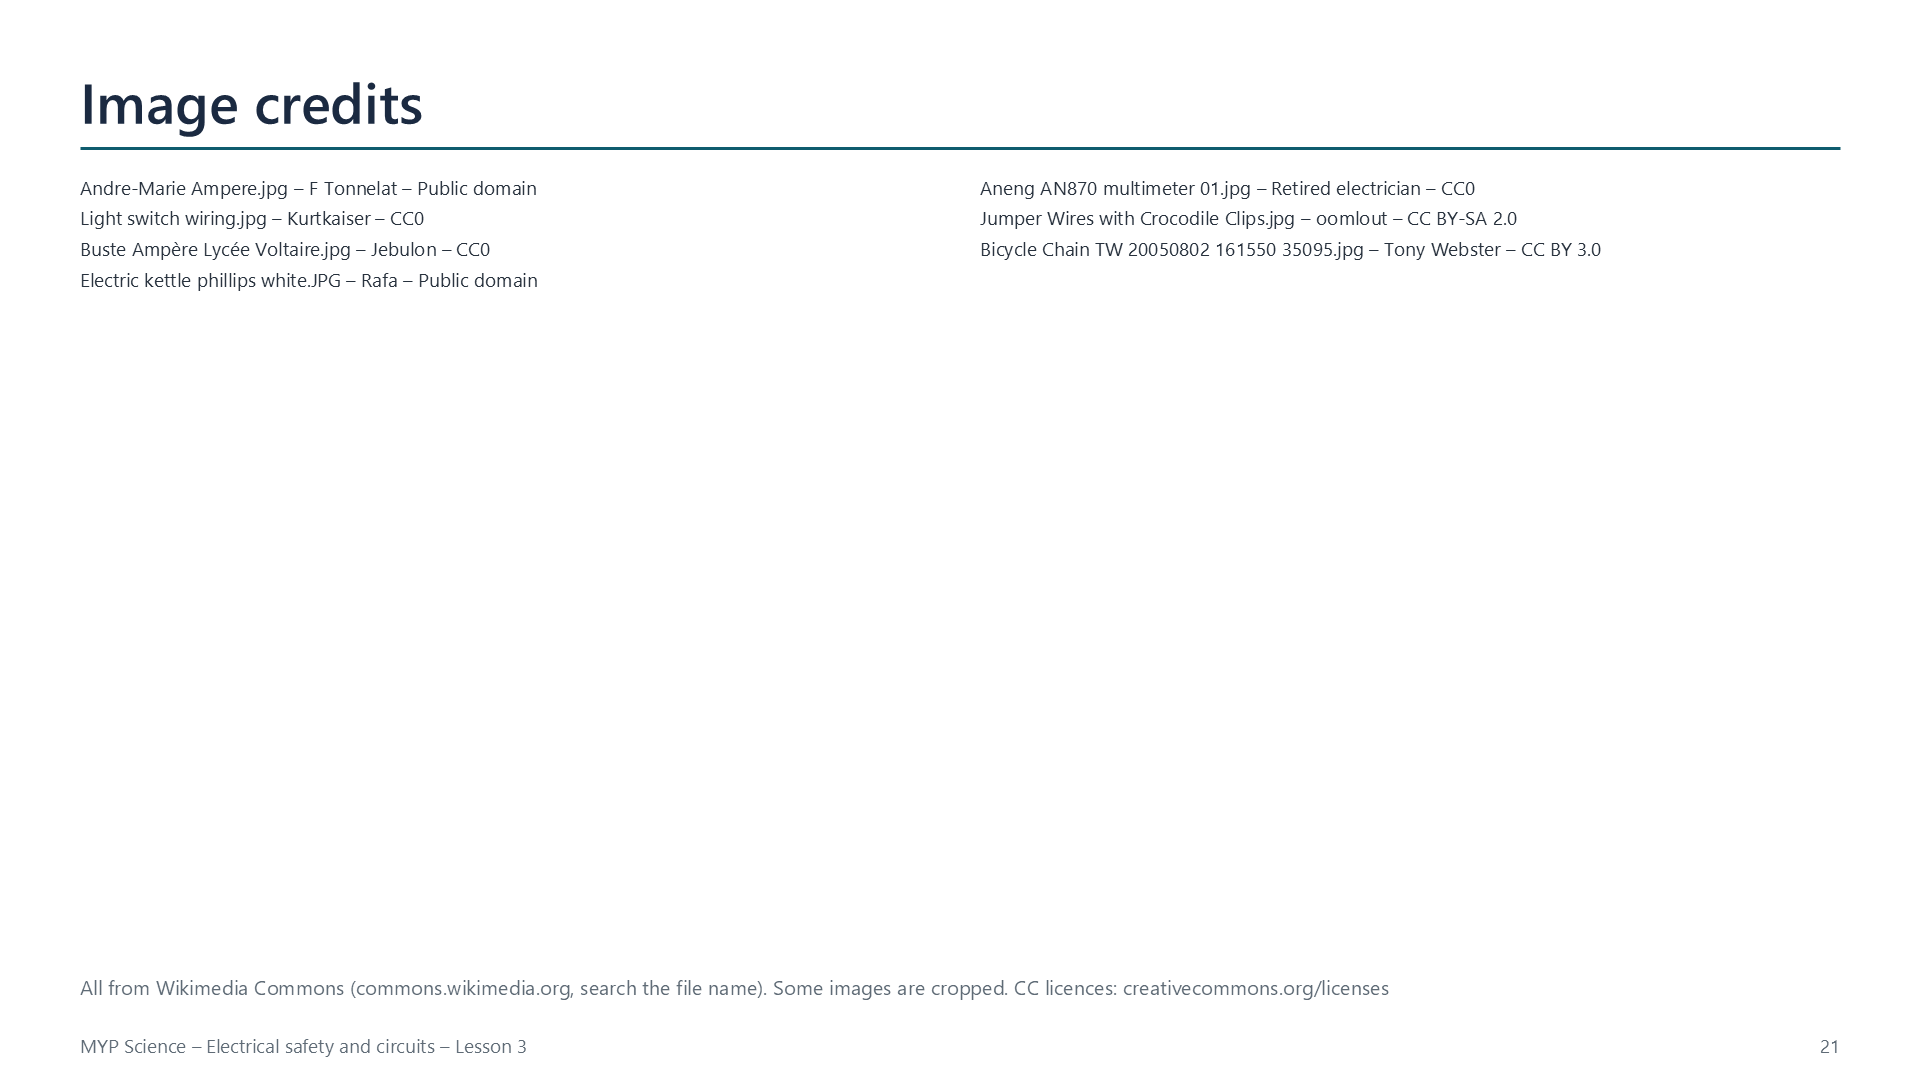 Image credits
Andre-Marie Ampere.jpg – F Tonnelat – Public domain
Light switch wiring.jpg – Kurtkaiser – CC0
Buste Ampère Lycée Voltaire.jpg – Jebulon – CC0
Electric kettle phillips white.JPG – Rafa – Public domain
Aneng AN870 multimeter 01.jpg – Retired electrician – CC0
Jumper Wires with Crocodile Clips.jpg – oomlout – CC BY-SA 2.0
Bicycle Chain TW 20050802 161550 35095.jpg – Tony Webster – CC BY 3.0
All from Wikimedia Commons (commons.wikimedia.org, search the file name). Some images are cropped. CC licences: creativecommons.org/licenses
MYP Science – Electrical safety and circuits – Lesson 3
21